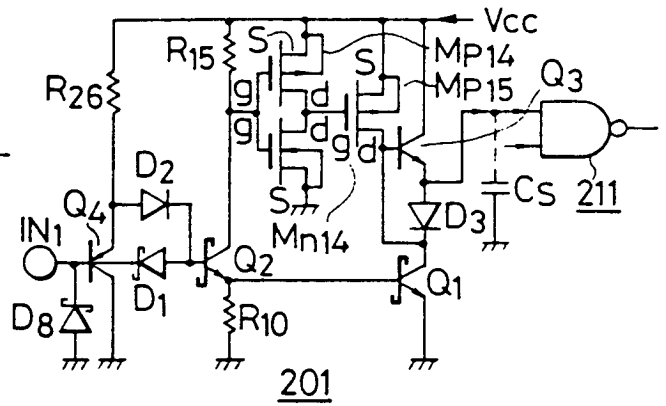 Vcc
R15
S
MP14
S
MP15
R26
Q3
g
d
g
d
g
d
D2
Q4
IN1
S
Mn14
CS
211
D3
D1
Q2
Q1
D8
R10
201